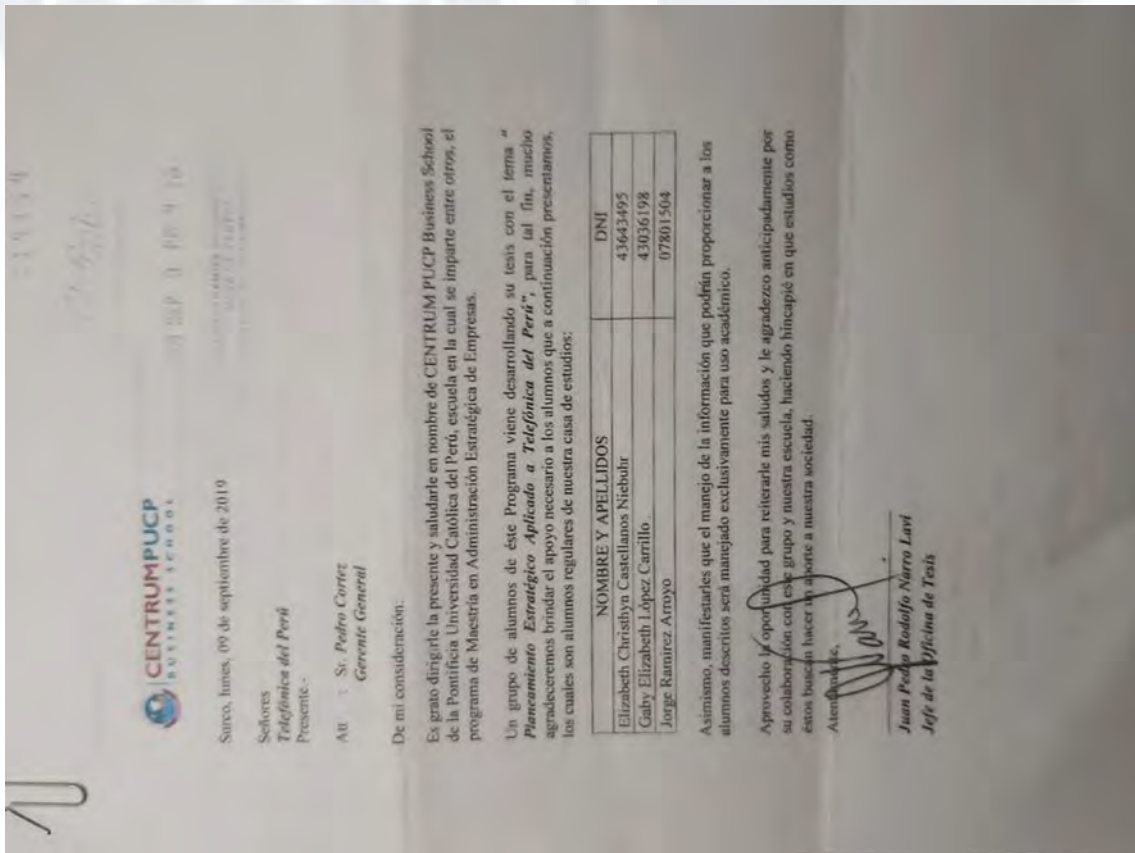 CENTRUMPUCP
BUSINESS SCHOOL
Surco, lunes, 09 de septiembre de 2019
Señores
Telefónica del Perú
Presente.-
Att : Sr. Pedro Cortez
Gerente General
De mi consideración:
Es grato dirigirle la presente y saludarle en nombre de CENTRUM PUCP Business School
de la Pontificia Universidad Católica del Perú, escuela en la cual se imparte entre otros, el
programa de Maestría en Administración Estratégica de Empresas.
Un grupo de alumnos de éste Programa viene desarrollando su tesis con el tema "
Planeamiento Estratégico Aplicado a Telefónica del Perú", para tal fin, mucho
agradeceremos brindar el apoyo necesario a los alumnos que a continuación presentamos,
los cuales son alumnos regulares de nuestra casa de estudios:
NOMBRE Y APELLIDOS DNI
Elizabeth Christhyn Castellanos Niebuhr 43643495
Gaby Elizabeth López Carrillo 43036198
Jorge Ramírez Arroyo 07801504
Asimismo, manifestarles que el manejo de la información que podrán proporcionar a los
alumnos descritos será manejado exclusivamente para uso académico.
Aprovecho la oportunidad para reiterarle mis saludos y le agradezco anticipadamente por
su colaboración con este grupo y nuestra escuela, haciendo hincapié en que estudios como
éstos buscan hacer un aporte a nuestra sociedad.
Atentamente,
Juan Pedro Rodolfo Narro Lavi
Jefe de la Oficina de Tesis